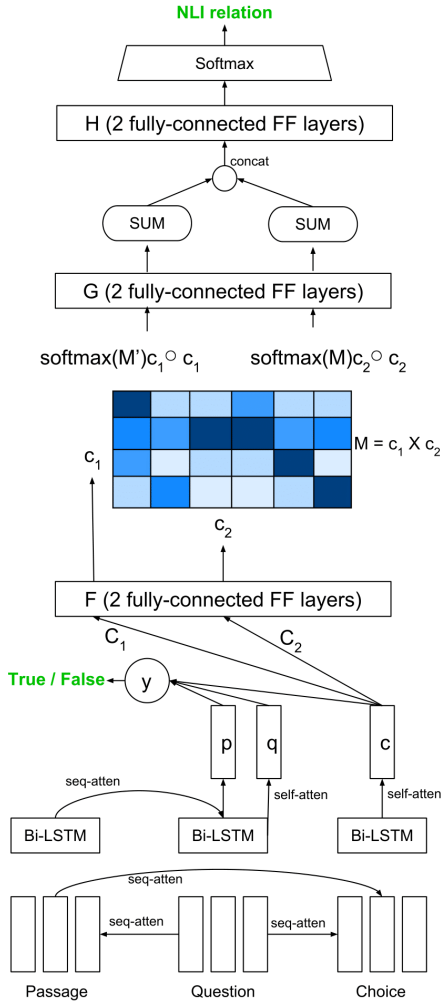 NLI relation
Softmax
H (2 fully-connected FF layers)
concat
SUM SUM
G (2 fully-connected FF layers)
softmax(M’)c₁○ c₁ softmax(M)c₂○ c₂
c₁
M = c₁ X c₂
c₂
F (2 fully-connected FF layers)
C₁ C₂
True / False
y
p q c
seq-atten
self-atten self-atten
Bi-LSTM Bi-LSTM Bi-LSTM
seq-atten
seq-atten seq-atten
Passage Question Choice